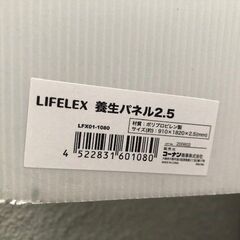 LIFELEX 養生パネル2.5
LFX01-1080
材質：ポリプロピレン製
サイズ(約)：910×1820×2.5(mm)
コーナン商事株式会社
4 522831 601080